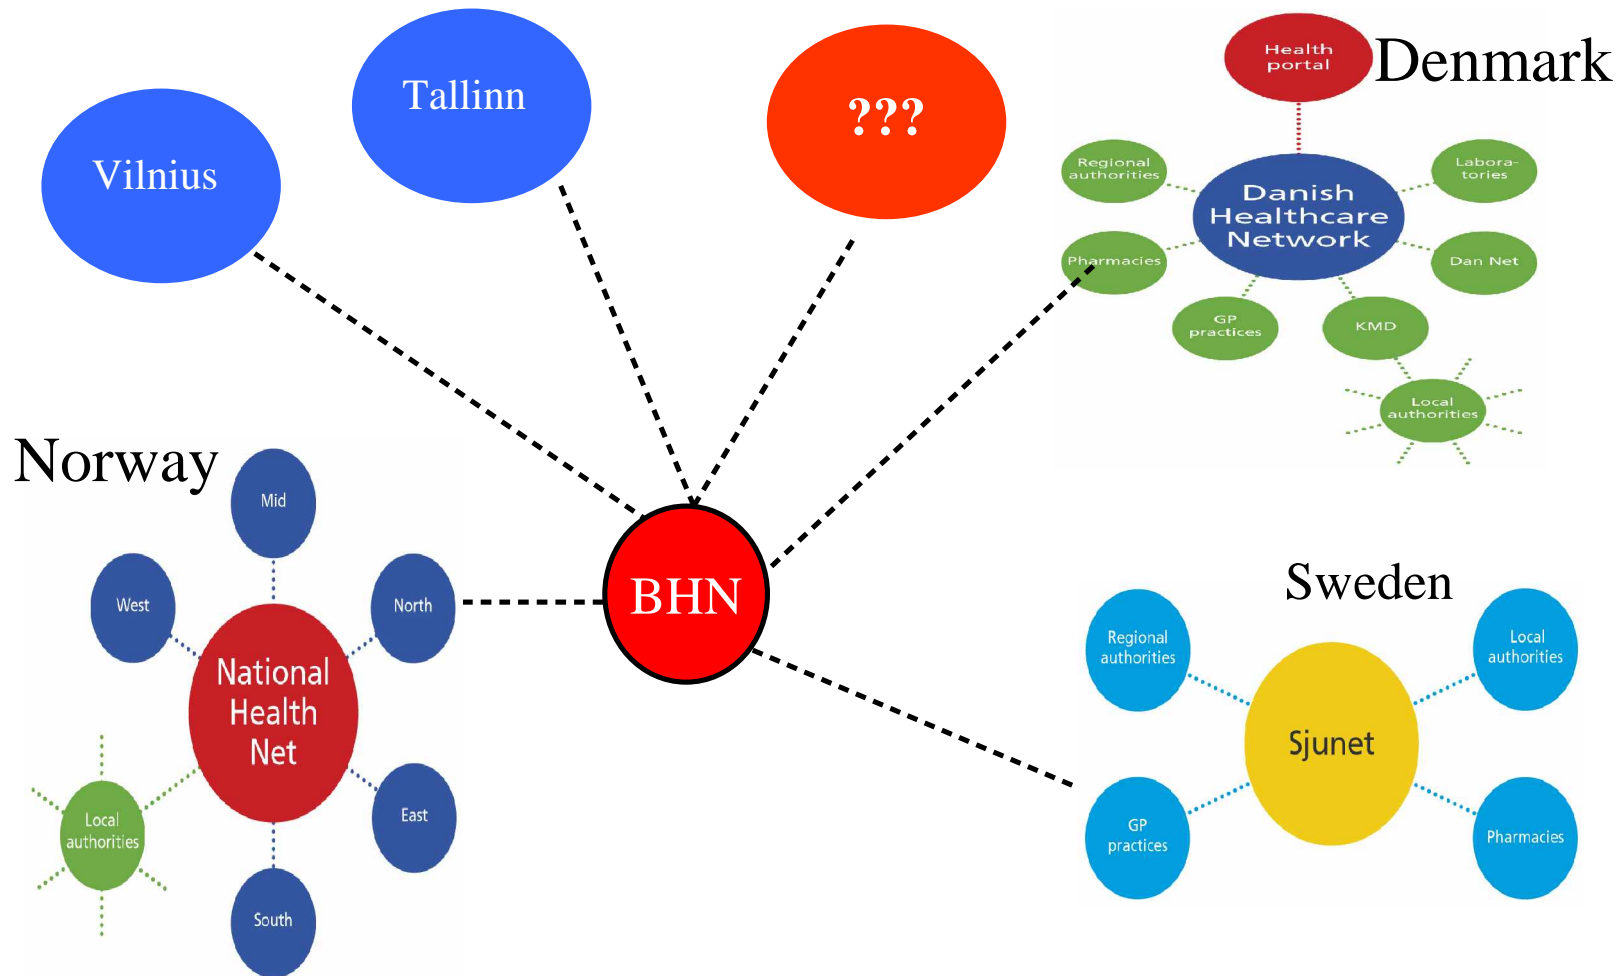 Vilnius
Tallinn
???
Health
portal
Denmark
Regional
authorities
Labora-
tories
Danish
Healthcare
Network
Pharmacies
Dan Net
GP
practices
KMD
Local
authorities
Norway
Mid
West
North
National
Health
Net
Local
authorities
East
South
BHN
Sweden
Regional
authorities
Local
authorities
Sjunet
GP
practices
Pharmacies